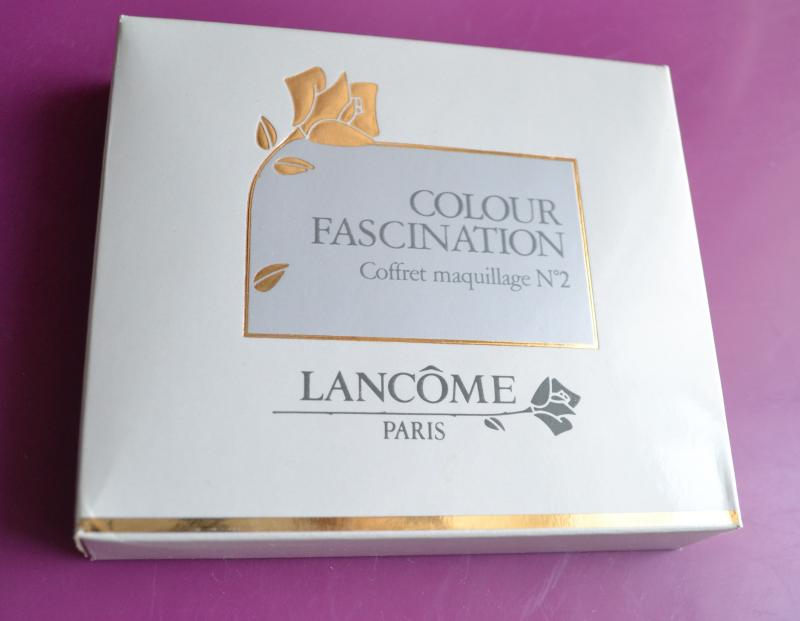 COLOUR
FASCINATION
Coffret maquillage N°2
LANCÔME
PARIS